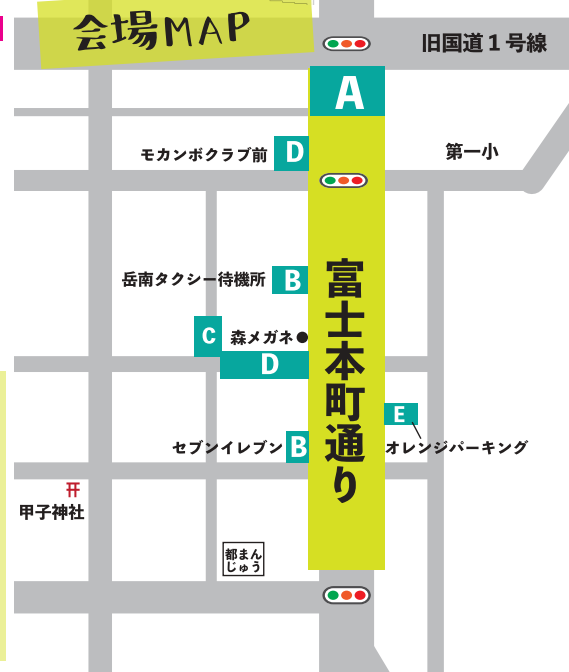 会場MAP
旧国道1号線
A
モカンボクラブ前
D
第一小
岳南タクシー待機所
B
富士本町通り
C
森メガネ
D
E
セブンイレブン
B
オレンジパーキング
甲子神社
都まん
じゅう